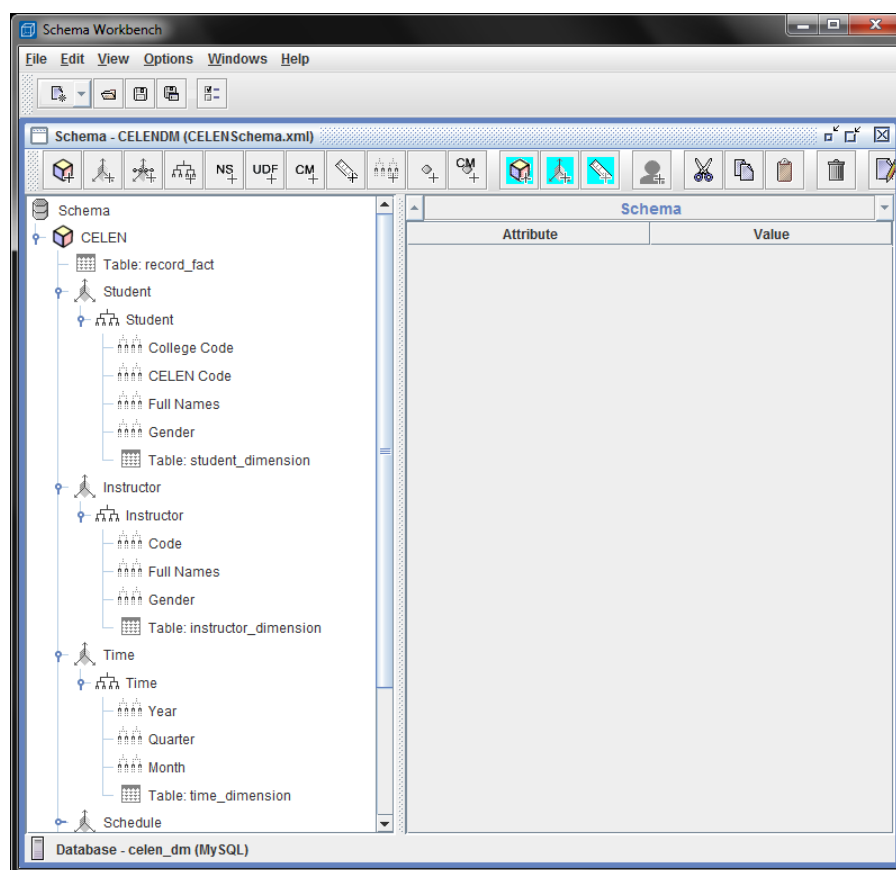 Schema Workbench
File Edit View Options Windows Help
Schema - CELENDM (CELENSchema.xml)
NS UDF CM CM
Schema
Schema
Attribute Value
CELEN
Table: record_fact
Student
Student
College Code
CELEN Code
Full Names
Gender
Table: student_dimension
Instructor
Instructor
Code
Full Names
Gender
Table: instructor_dimension
Time
Time
Year
Quarter
Month
Table: time_dimension
Schedule
Database - celen_dm (MySQL)